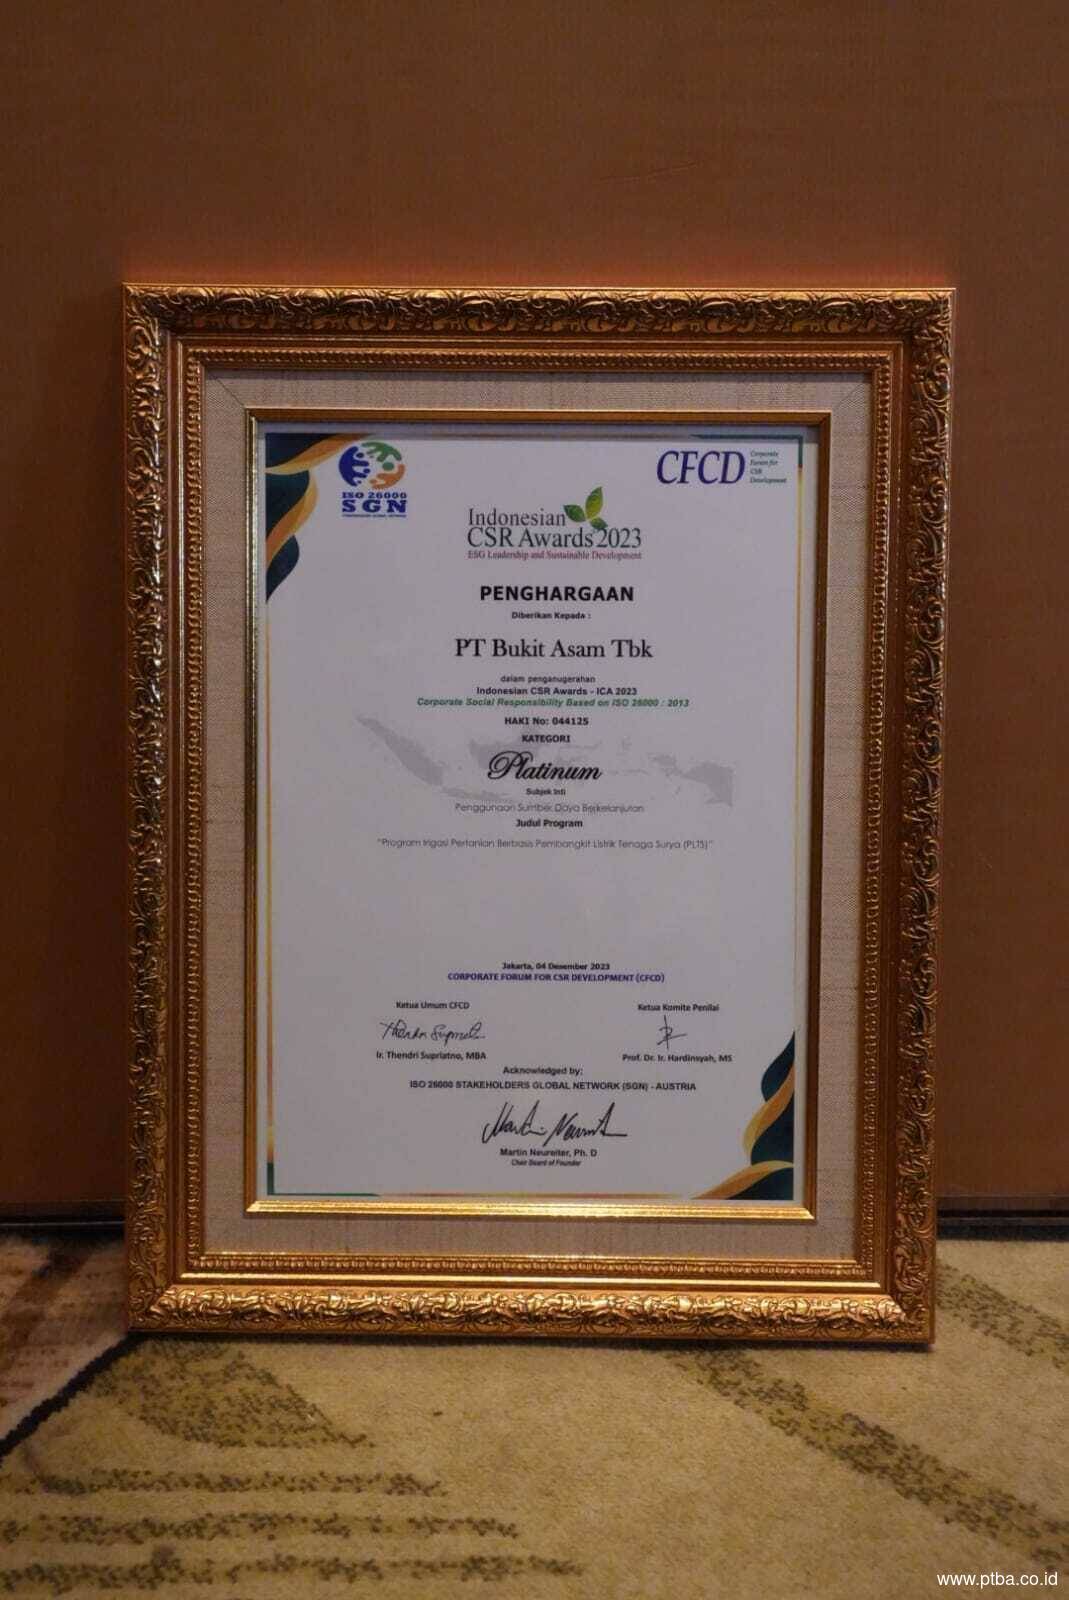 ISO 26000
SGN
CFCD
Corporate
Forum for
CSR
Development
Indonesian
CSR Awards 2023
ESG Leadership and Sustainable Development
PENGHARGAAN
Diberikan Kepada :
PT Bukit Asam Tbk
dalam penganugerahan
Indonesian CSR Awards - ICA 2023
Corporate Social Responsibility Based on ISO 26000 : 2013
HAKI No: 044125
KATEGORI
Platinum
Subjek Inti
Penggunaan Sumber Daya Berkelanjutan
Judul Program
"Program Irigasi Pertanian Berbasis Pembangkit Listrik Tenaga Surya (PLTS)"
Jakarta, 04 Desember 2023
CORPORATE FORUM FOR CSR DEVELOPMENT (CFCD)
Ketua Umum CFCD
Ir. Thendri Supriatno, MBA
Ketua Komite Penilai
Prof. Dr. Ir. Hardinsyah, MS
Acknowledged by;
ISO 26000 STAKEHOLDERS GLOBAL NETWORK (SGN) - AUSTRIA
Martin Neureiter, Ph. D
Chair Board of Founder
www.ptba.co.id